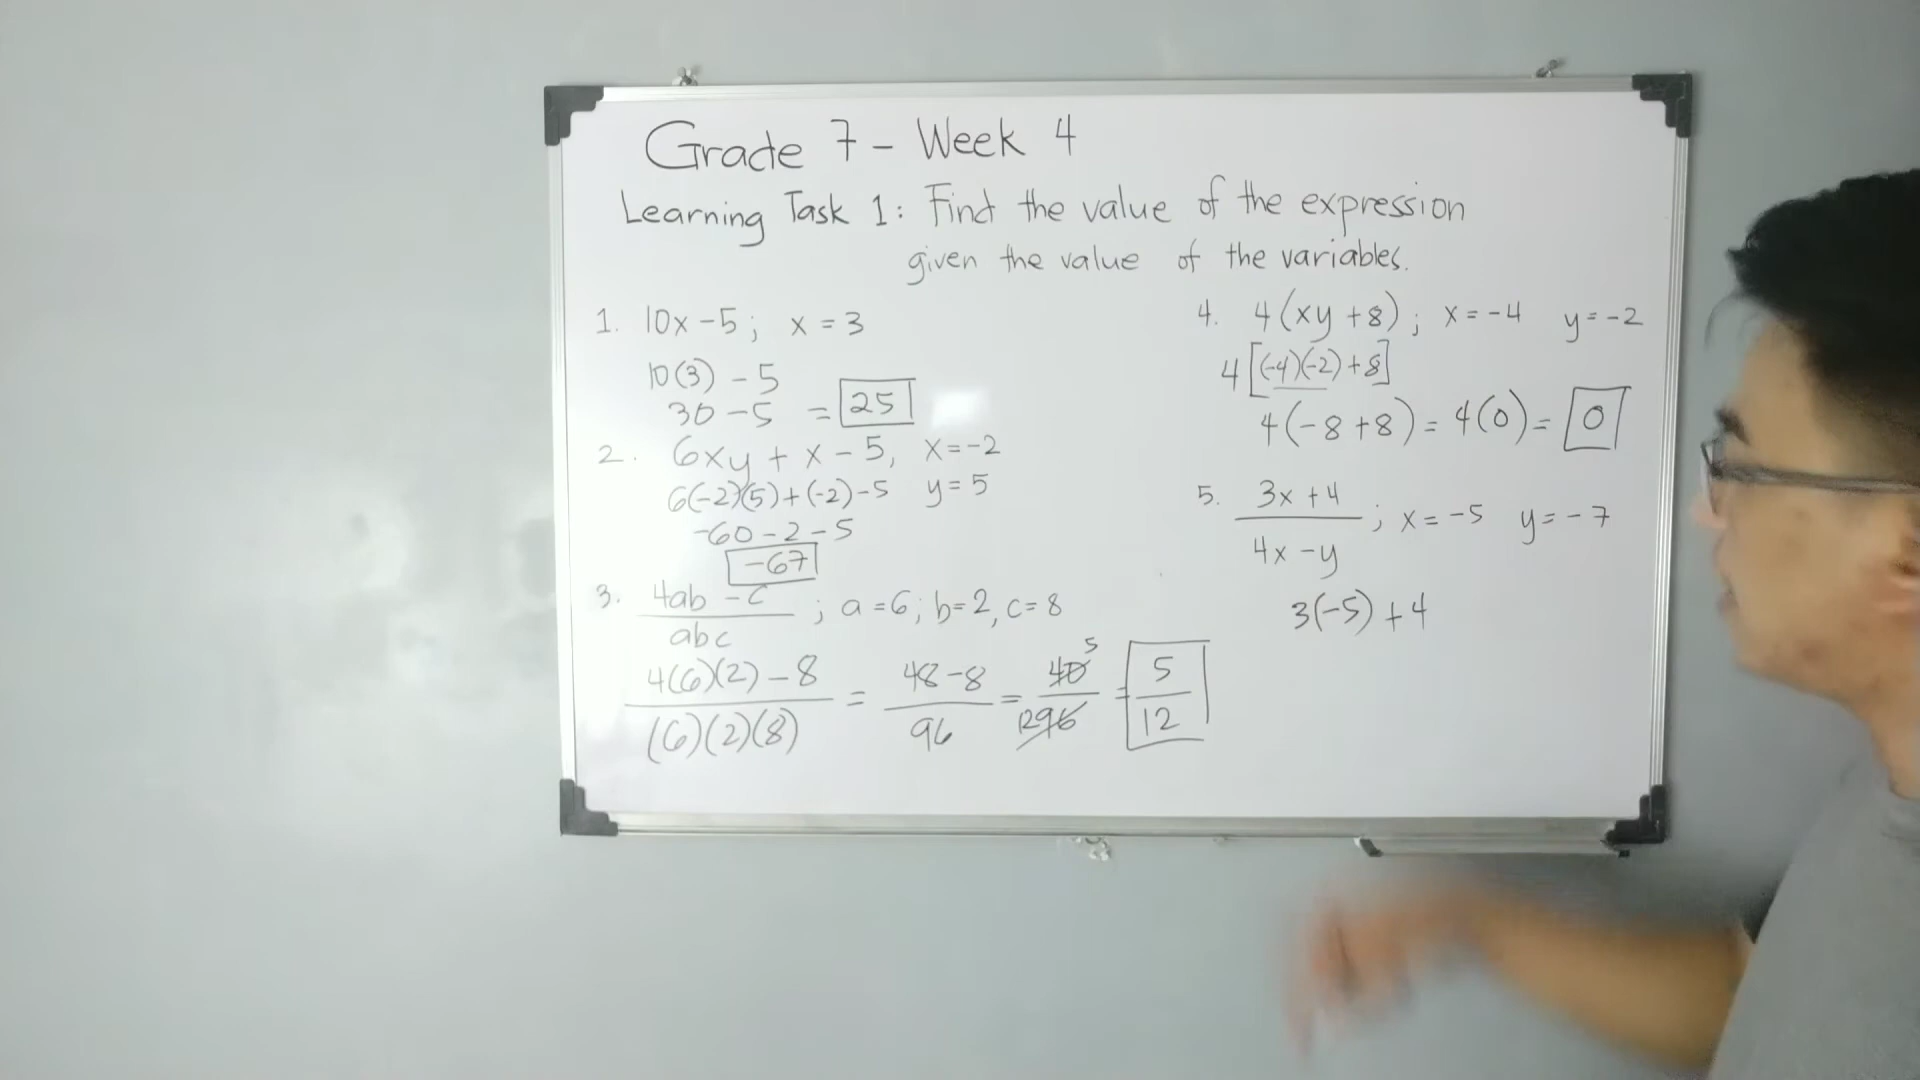 Grade 7 - Week 4
Learning Task 1: Find the value of the expression
given the value of the variables.
1. 10x - 5; x = 3
10(3) - 5
30 - 5 = 25
2. 6xy + x - 5, x = -2
6(-2)(5) + (-2) - 5 y = 5
-60 - 2 - 5
-67
3. 4ab - c
; a = 6; b = 2, c = 8
abc
4(6)(2) - 8 = 48 - 8 = 40 5 = 5
(6)(2)(8) 96 12 96 12
4. 4(xy + 8); x = -4 y = -2
4[(-4)(-2) + 8]
4(-8 + 8) = 4(0) = 0
5. 3x + 4
; x = -5 y = -7
4x - y
3(-5) + 4